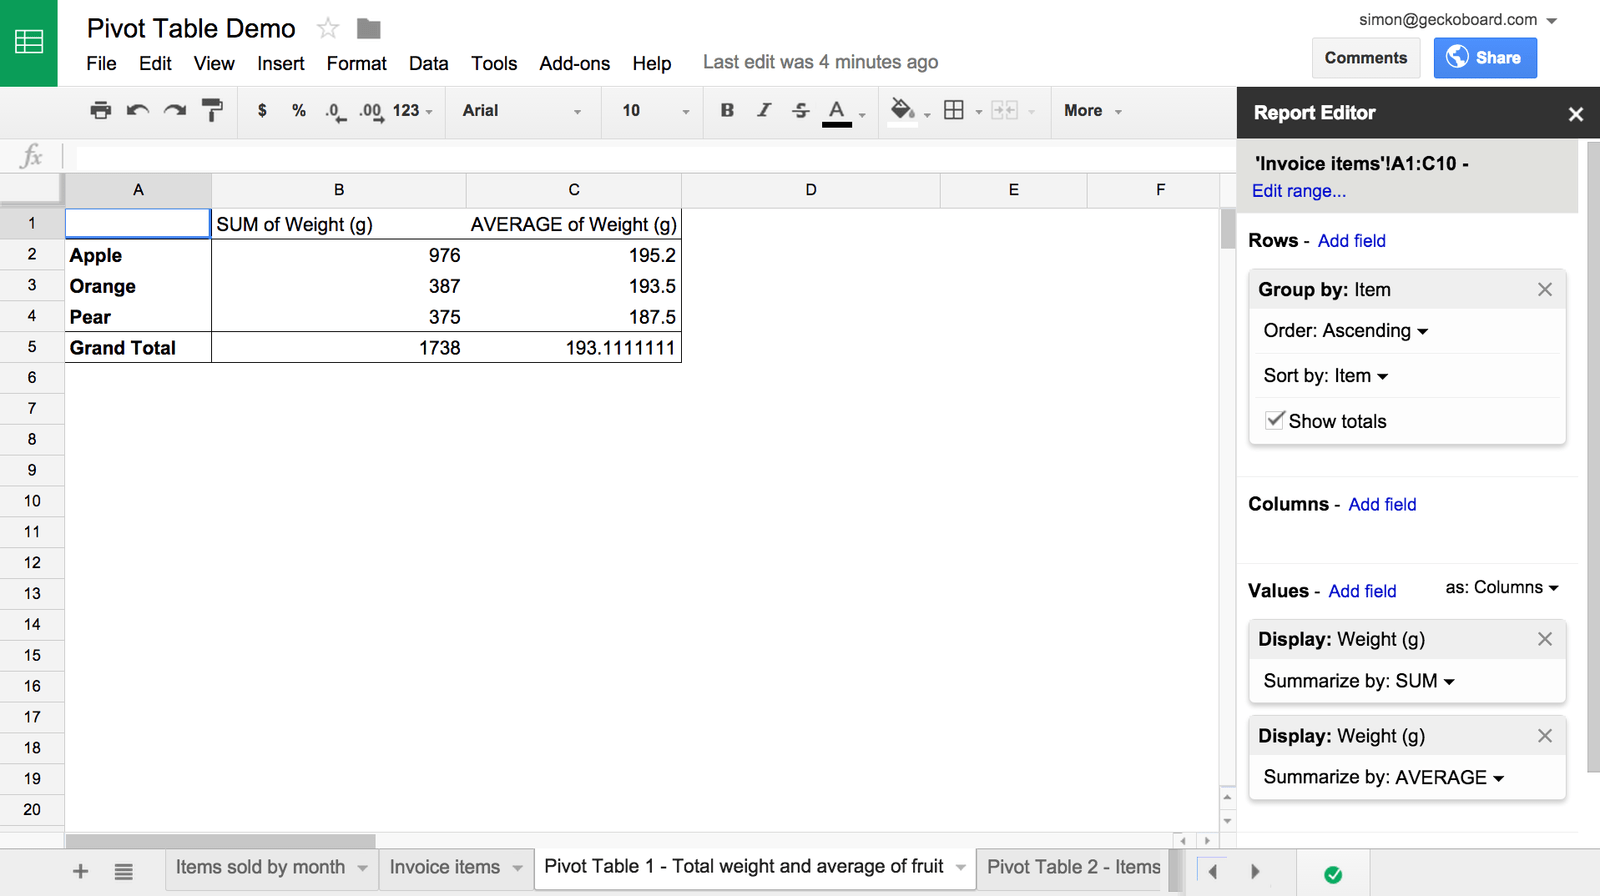 Pivot Table Demo
simon@geckoboard.com
File Edit View Insert Format Data Tools Add-ons Help Last edit was 4 minutes ago
Comments Share
$ % .0 .00 123 Arial 10 B I S A More
Report Editor
fx
'Invoice items'!A1:C10 -
Edit range...
A B C D E F
1 SUM of Weight (g) AVERAGE of Weight (g)
2 Apple 976 195.2
3 Orange 387 193.5
4 Pear 375 187.5
5 Grand Total 1738 193.1111111
6
7
8
9
10
11
12
13
14
15
16
17
18
19
20
Rows - Add field
Group by: Item
Order: Ascending
Sort by: Item
Show totals
Columns - Add field
Values - Add field as: Columns
Display: Weight (g)
Summarize by: SUM
Display: Weight (g)
Summarize by: AVERAGE
Items sold by month Invoice items Pivot Table 1 - Total weight and average of fruit Pivot Table 2 - Items